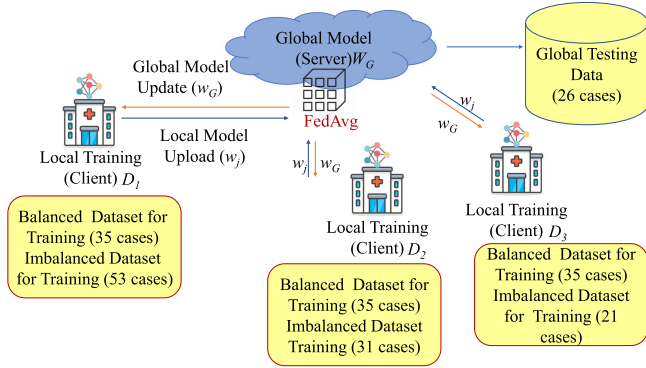 Global Model
(Server)W_G
FedAvg
Global Testing
Data
(26 cases)
Global Model
Update (w_G)
Local Model
Upload (w_j)
Local Training
(Client) D_1
Balanced Dataset for
Training (35 cases)
Imbalanced Dataset
for Training (53 cases)
w_j
w_G
Local Training
(Client) D_2
Balanced Dataset for
Training (35 cases)
Imbalanced Dataset
Training (31 cases)
w_j
w_G
Local Training
(Client) D_3
Balanced Dataset for
Training (35 cases)
Imbalanced Dataset
for Training (21
cases)